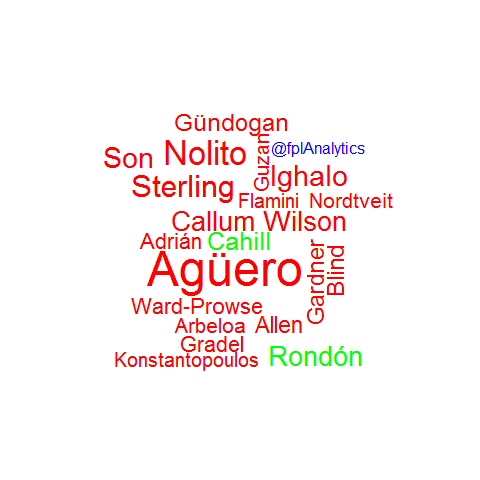 Gündogan
@fplAnalytics
Son Nolito
Guzan
Ighalo
Sterling
Flamini Nordtveit
Callum Wilson
Adrián Cahill
Agüero
Gardner
Blind
Ward-Prowse
Arbeloa Allen
Gradel
Konstantopoulos Rondón